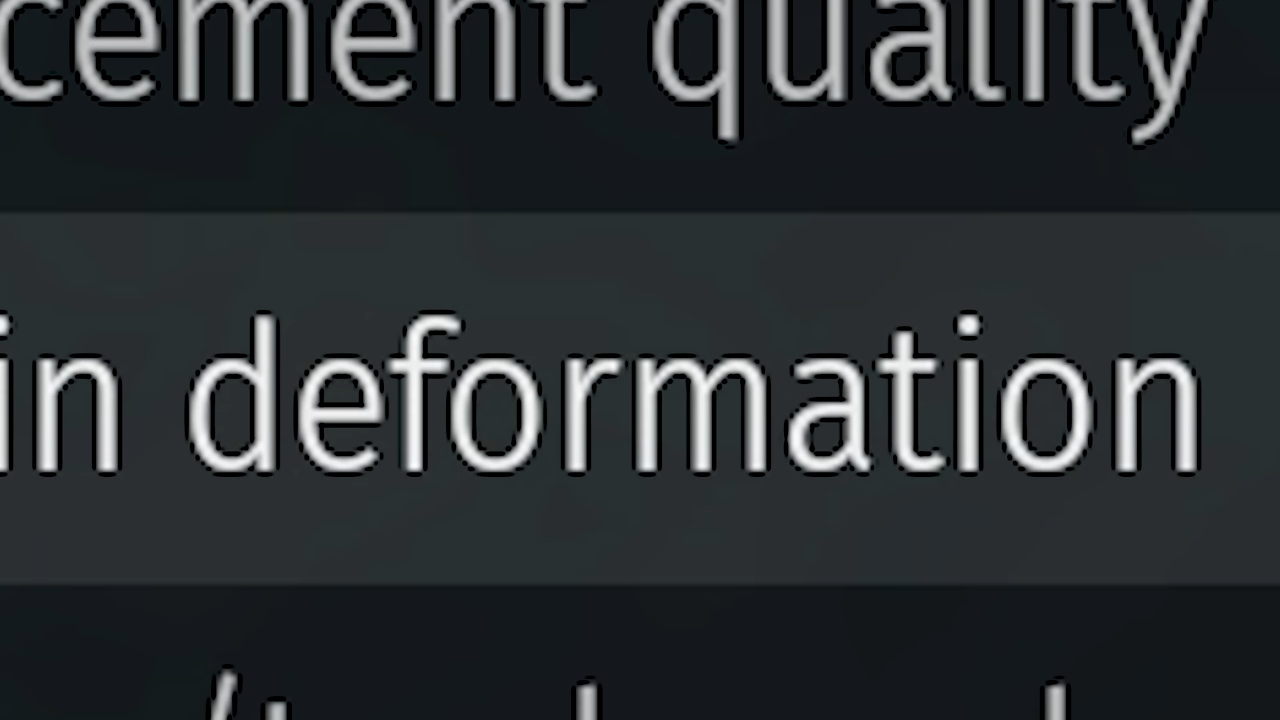 cement quality
in deformation